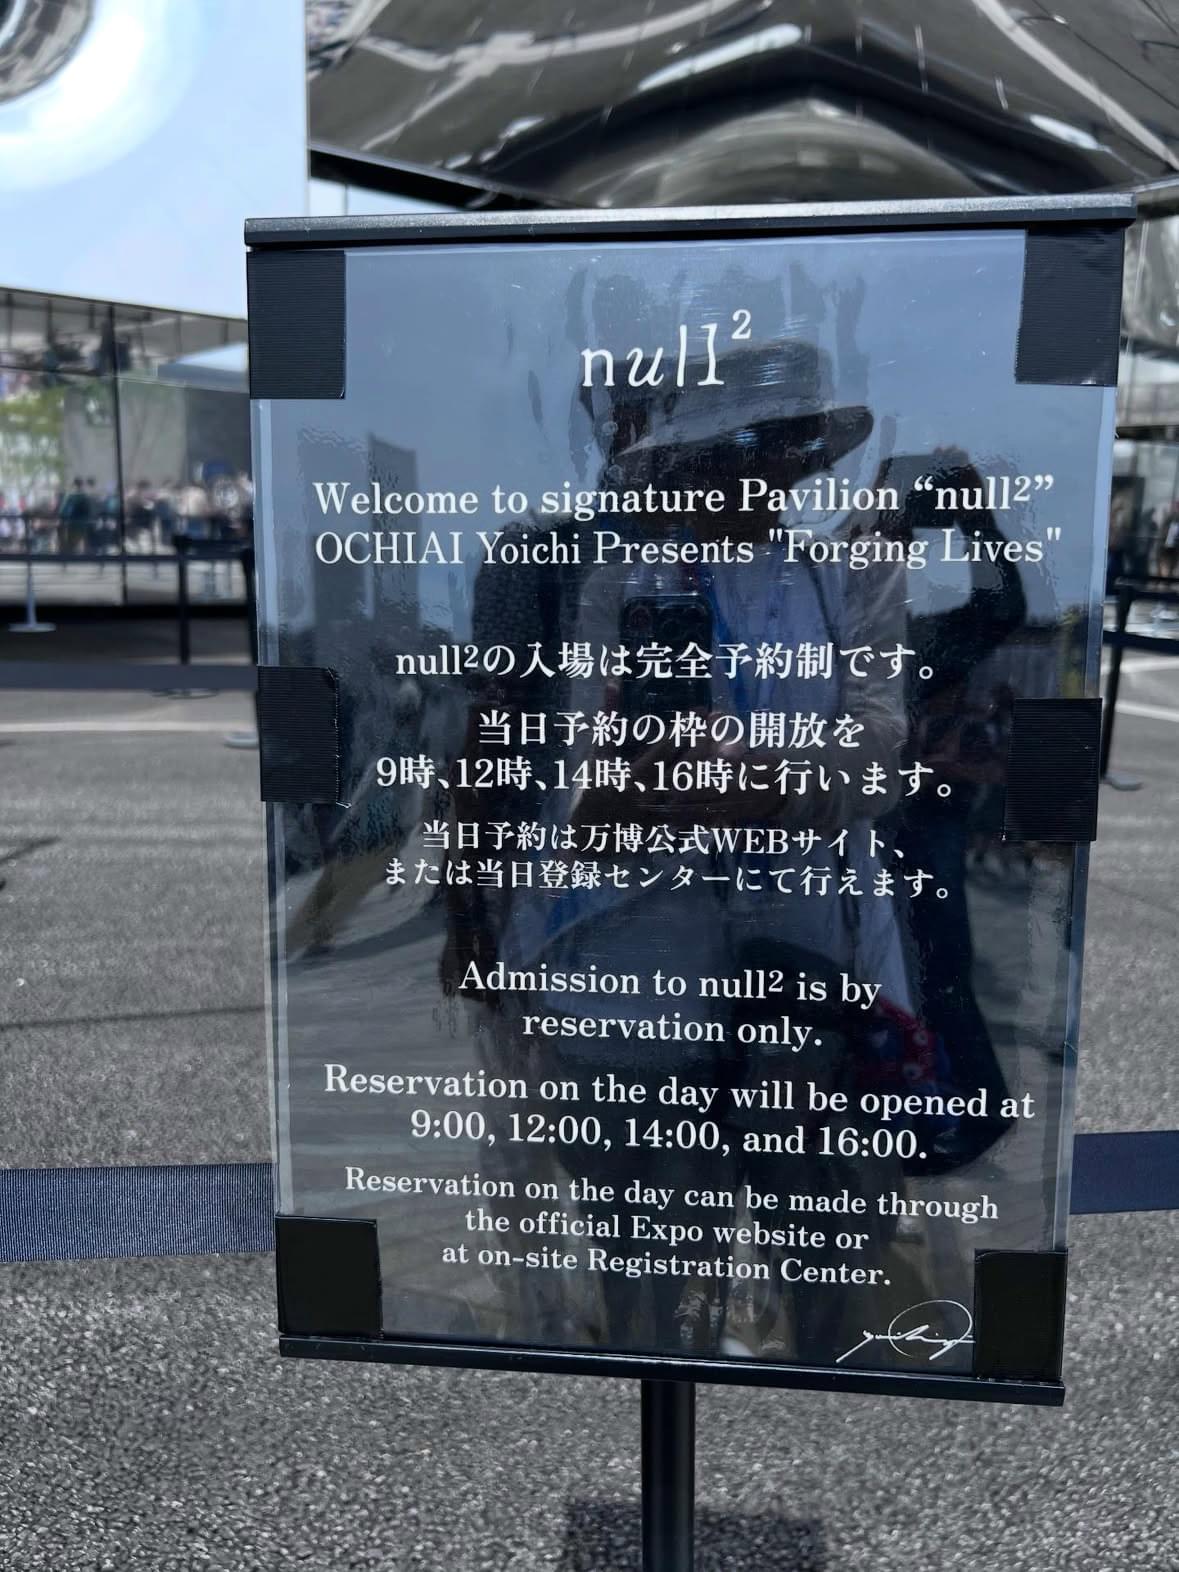 null²
Welcome to signature Pavilion “null²”
OCHIAI Yoichi Presents "Forging Lives"
null²の入場は完全予約制です。
当日予約の枠の開放を
9時、12時、14時、16時に行います。
当日予約は万博公式WEBサイト、
または当日登録センターにて行えます。
Admission to null² is by
reservation only.
Reservation on the day will be opened at
9:00, 12:00, 14:00, and 16:00.
Reservation on the day can be made through
the official Expo website or
at on-site Registration Center.